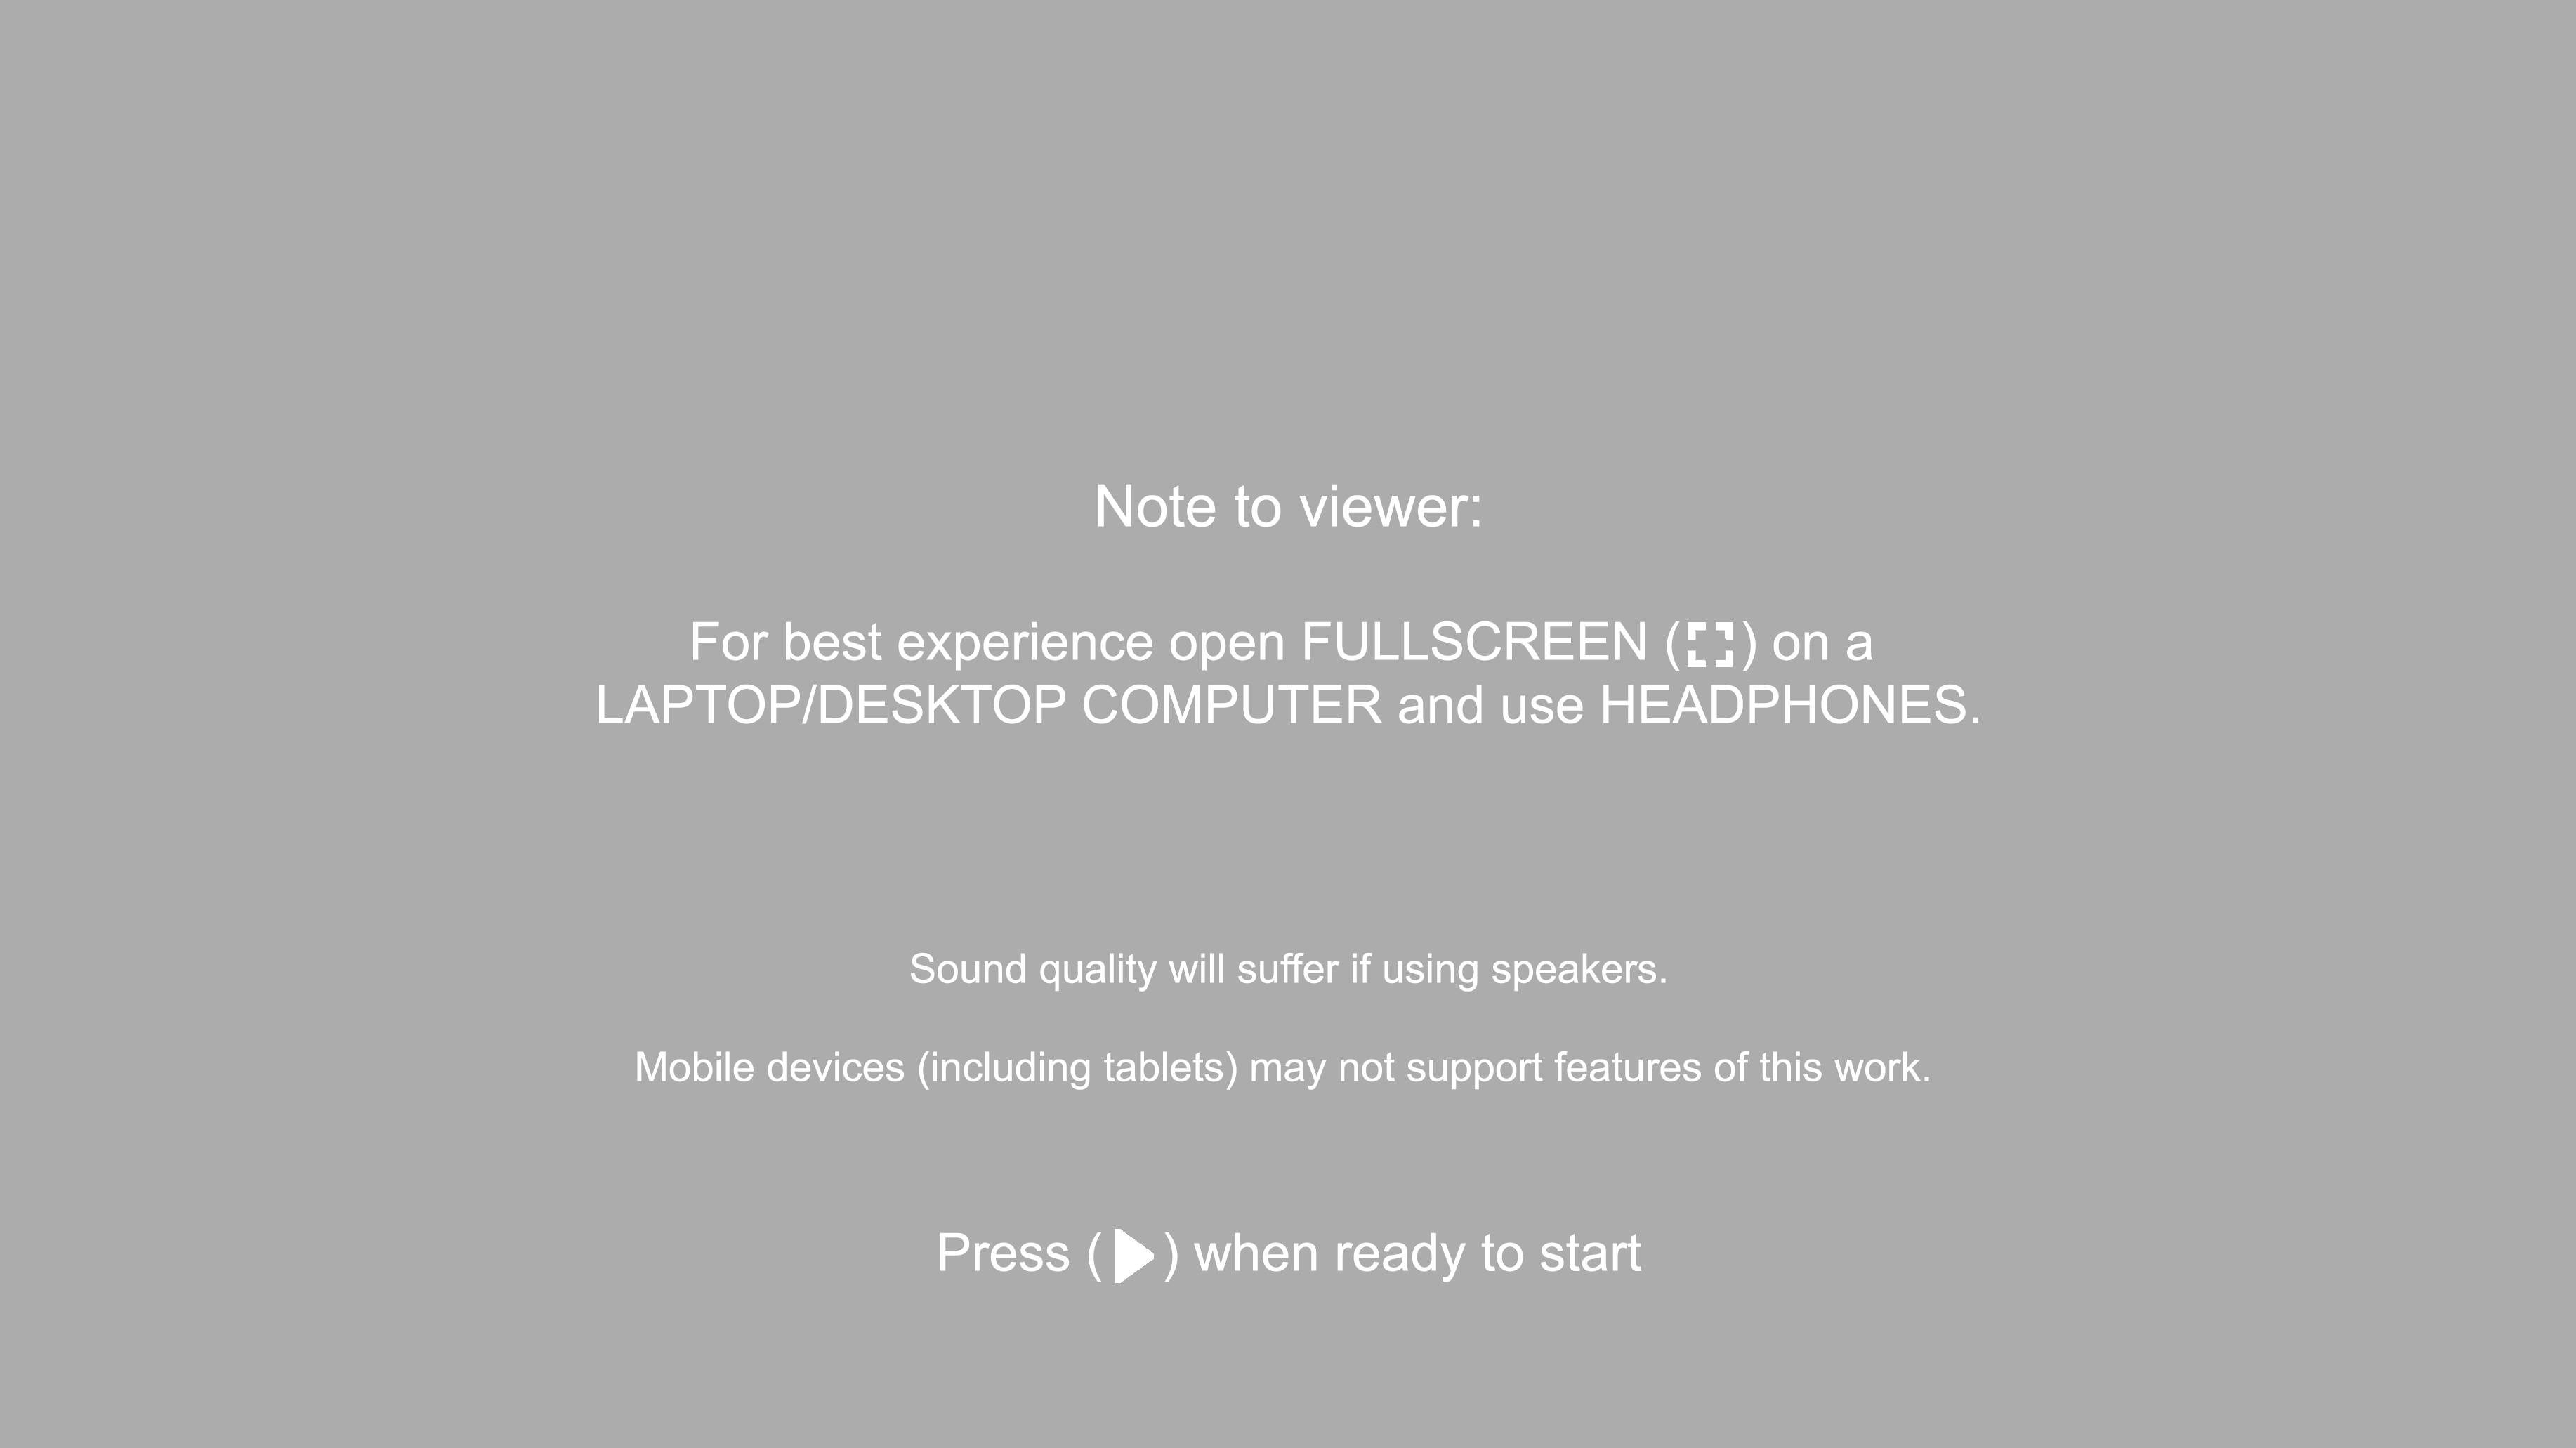 Note to viewer:
For best experience open FULLSCREEN (⛶) on a
LAPTOP/DESKTOP COMPUTER and use HEADPHONES.
Sound quality will suffer if using speakers.
Mobile devices (including tablets) may not support features of this work.
Press (▶) when ready to start